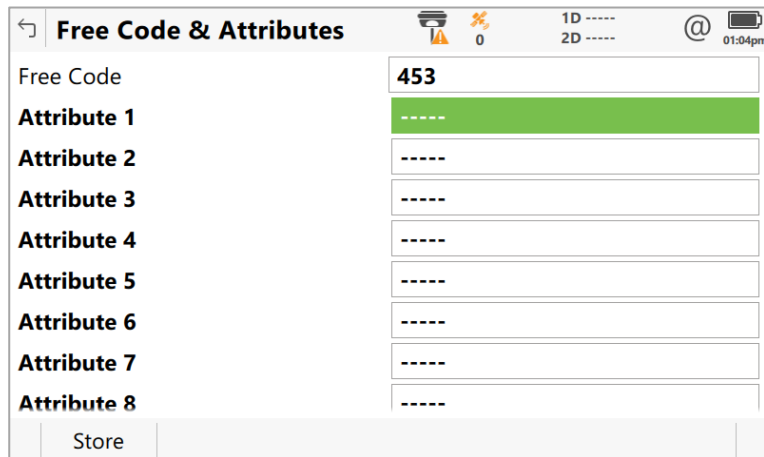 Free Code & Attributes
0
1D -----
2D -----
@
01:04pm
Free Code 453
Attribute 1 -----
Attribute 2 -----
Attribute 3 -----
Attribute 4 -----
Attribute 5 -----
Attribute 6 -----
Attribute 7 -----
Attribute 8 -----
Store